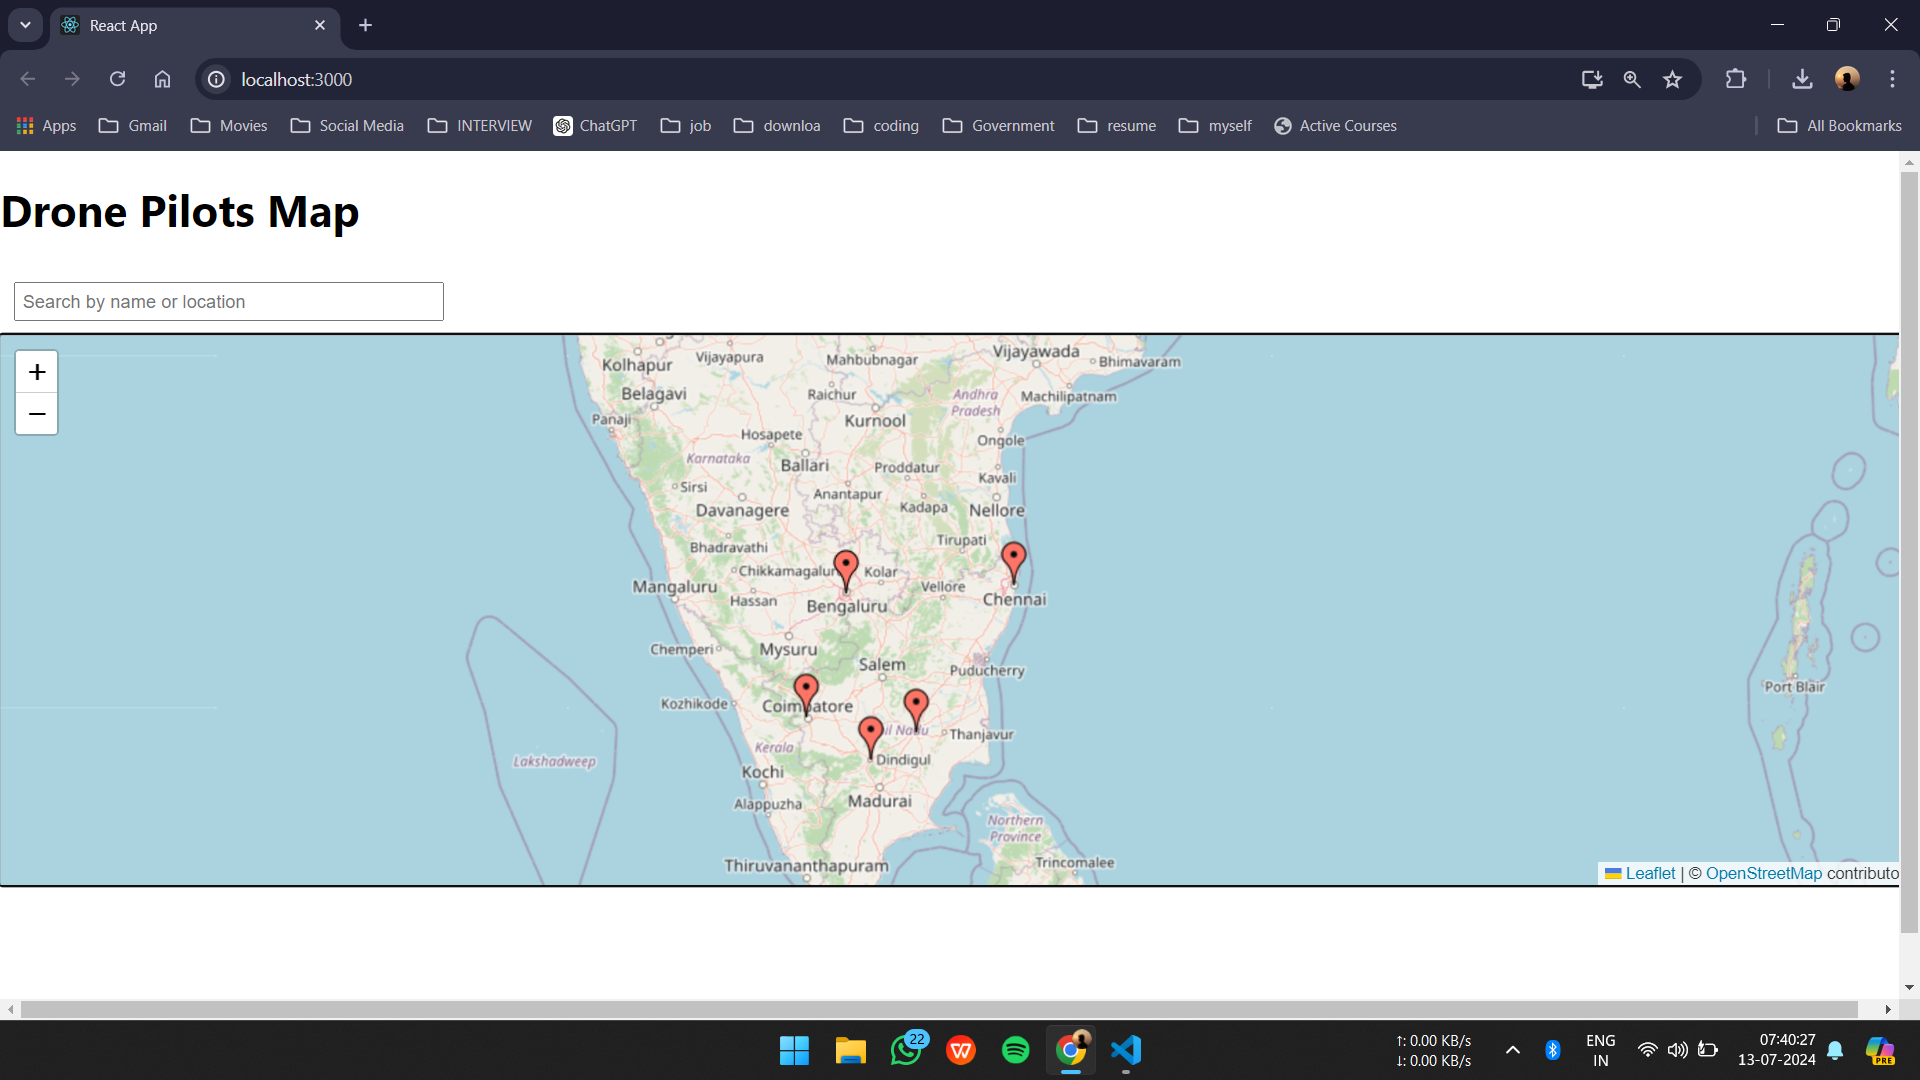 React App
localhost:3000
Apps Gmail Movies Social Media INTERVIEW ChatGPT job downloa coding Government resume myself Active Courses All Bookmarks
Drone Pilots Map
Search by name or location
+
−
Kolhapur Vijayapura Mahbubnagar Vijayawada Bhimavaram
Belagavi Raichur Andhra Pradesh Machilipatnam
Panaji Kurnool
Hosapete Ongole
Karnataka Ballari Proddatur Kavali
Sirsi Anantapur
Davanagere Kadapa Nellore
Bhadravathi Tirupati
Chikkamagalur Kolar
Mangaluru Hassan Vellore Chennai
Bengaluru
Chemperi Mysuru Salem Puducherry
Port Blair
Kozhikode Coimbatore
Thanjavur
Kerala
Lakshadweep Dindigul
Kochi
Alappuzha Madurai
Northern Province
Thiruvananthapuram Trincomalee
Leaflet | © OpenStreetMap contributo
22
PRE
↑: 0.00 KB/s
↓: 0.00 KB/s
ENG
IN
07:40:27
13-07-2024